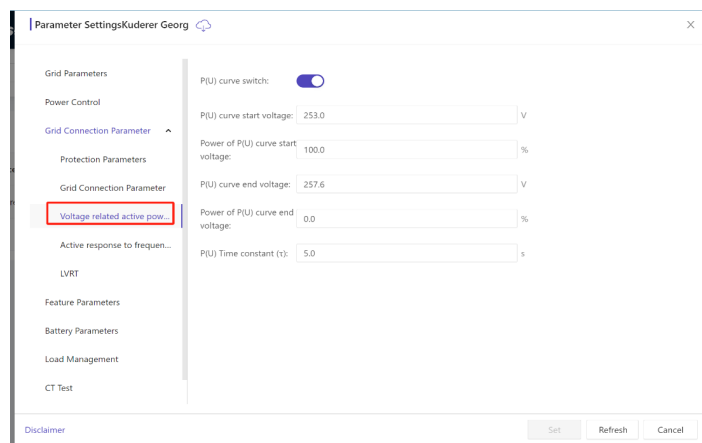 Parameter SettingsKuderer Georg
Grid Parameters
Power Control
Grid Connection Parameter
Protection Parameters
Grid Connection Parameter
Voltage related active pow...
Active response to frequen...
LVRT
Feature Parameters
Battery Parameters
Load Management
CT Test
P(U) curve switch:
P(U) curve start voltage: 253.0 V
Power of P(U) curve start
voltage: 100.0 %
P(U) curve end voltage: 257.6 V
Power of P(U) curve end
voltage: 0.0 %
P(U) Time constant (τ): 5.0 s
Disclaimer
Set Refresh Cancel